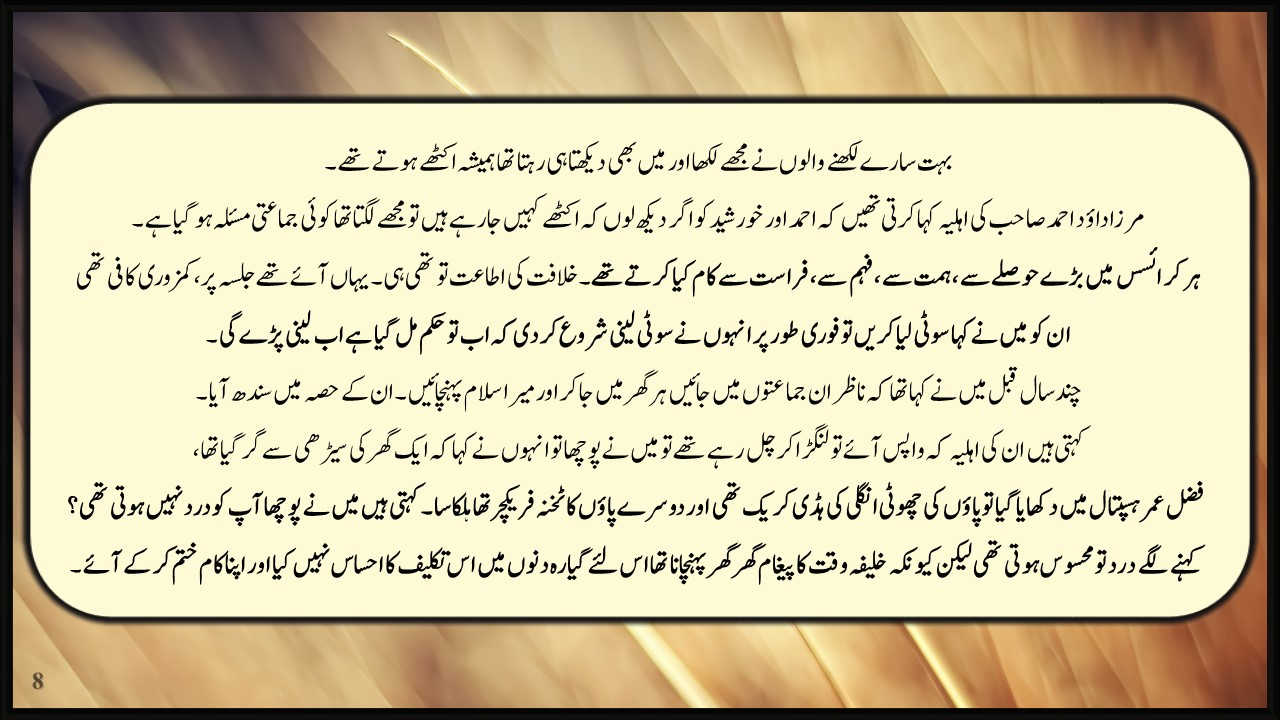 بہت سارے لکھنے والوں نے مجھے لکھا اور میں بھی دیکھتا ہی رہتا تھا ہمیشہ اکٹھے ہوتے تھے۔
مرزا داؤد احمد صاحب کی اہلیہ کہا کرتی تھیں کہ احمد اور خورشید کو اگر دیکھ لوں کہ اکٹھے کہیں جا رہے ہیں تو مجھے لگتا تھا کوئی جماعتی مسئلہ ہو گیا ہے۔
ہر کرائسس میں بڑے حوصلے سے، ہمت سے، فہم سے، فراست سے کام کیا کرتے تھے۔ خلافت کی اطاعت تو تھی ہی۔ یہاں آئے تھے جلسہ پر، کمزوری کافی تھی
ان کو میں نے کہا سوٹی لیا کریں تو فوری طور پر انہوں نے سوٹی لینی شروع کر دی کہ اب تو حکم مل گیا ہے اب لینی پڑے گی۔
چند سال قبل میں نے کہا تھا کہ ناظر ان جماعتوں میں جائیں ہر گھر میں جا کر اور میرا سلام پہنچائیں۔ ان کے حصہ میں سندھ آیا۔
کہتی ہیں ان کی اہلیہ کہ واپس آئے تو لنگڑا کر چل رہے تھے تو میں نے پوچھا تو انہوں نے کہا کہ ایک گھر کی سیڑھی سے گر گیا تھا،
فضل عمر ہسپتال میں دکھایا گیا تو پاؤں کی چھوٹی انگلی کی ہڈی کریک تھی اور دوسرے پاؤں کا ٹخنہ فریکچر تھا ہلکا سا۔ کہتی ہیں میں نے پوچھا آپ کو درد نہیں ہوتی تھی؟
کہنے لگے درد تو محسوس ہوتی تھی لیکن کیونکہ خلیفہ وقت کا پیغام گھر گھر پہنچانا تھا اس لئے گیارہ دنوں میں اس تکلیف کا احساس نہیں کیا اور اپنا کام ختم کر کے آئے۔
8